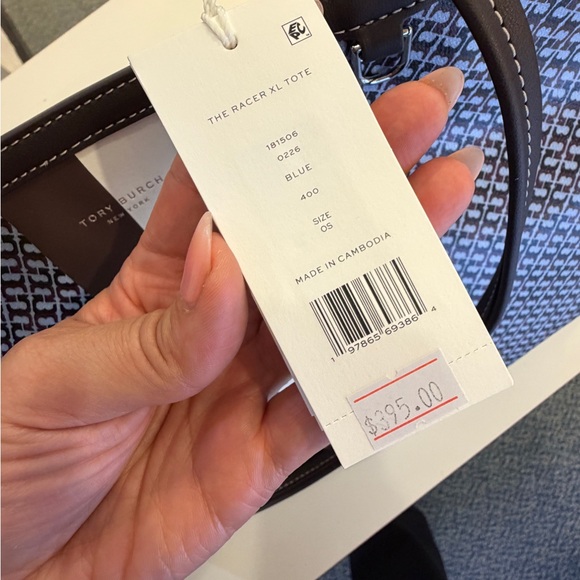 THE RACER XL TOTE
181506
0226
BLUE
400
SIZE
OS
MADE IN CAMBODIA
1 97865 69386 4
$395.00
TORY BURCH
NEW YORK